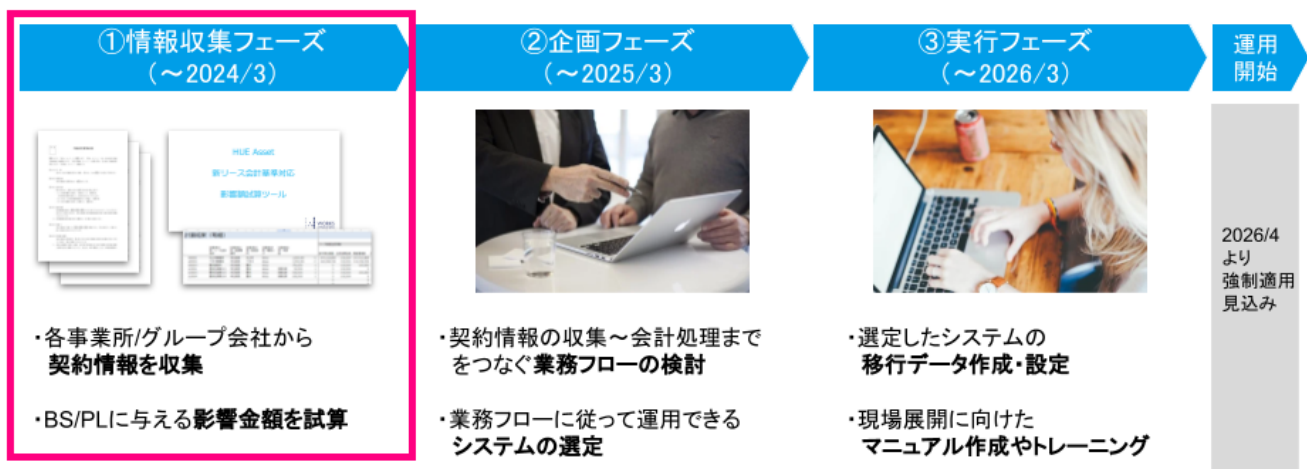 ①情報収集フェーズ
（～2024/3）
②企画フェーズ
（～2025/3）
③実行フェーズ
（～2026/3）
運用
開始
HUE Asset
新リース会計基準対応
影響額試算ツール
WORKS
・各事業所/グループ会社から
契約情報を収集
・BS/PLに与える影響金額を試算
・契約情報の収集～会計処理まで
をつなぐ業務フローの検討
・業務フローに従って運用できる
システムの選定
・選定したシステムの
移行データ作成・設定
・現場展開に向けた
マニュアル作成やトレーニング
2026/4
より
強制適用
見込み